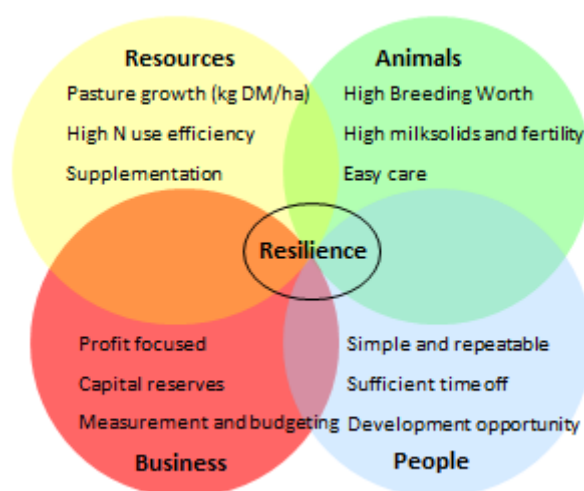 Resources
Pasture growth (kg DM/ha)
High N use efficiency
Supplementation
Animals
High Breeding Worth
High milksolids and fertility
Easy care
Resilience
Profit focused
Capital reserves
Measurement and budgeting
Business
Simple and repeatable
Sufficient time off
Development opportunity
People